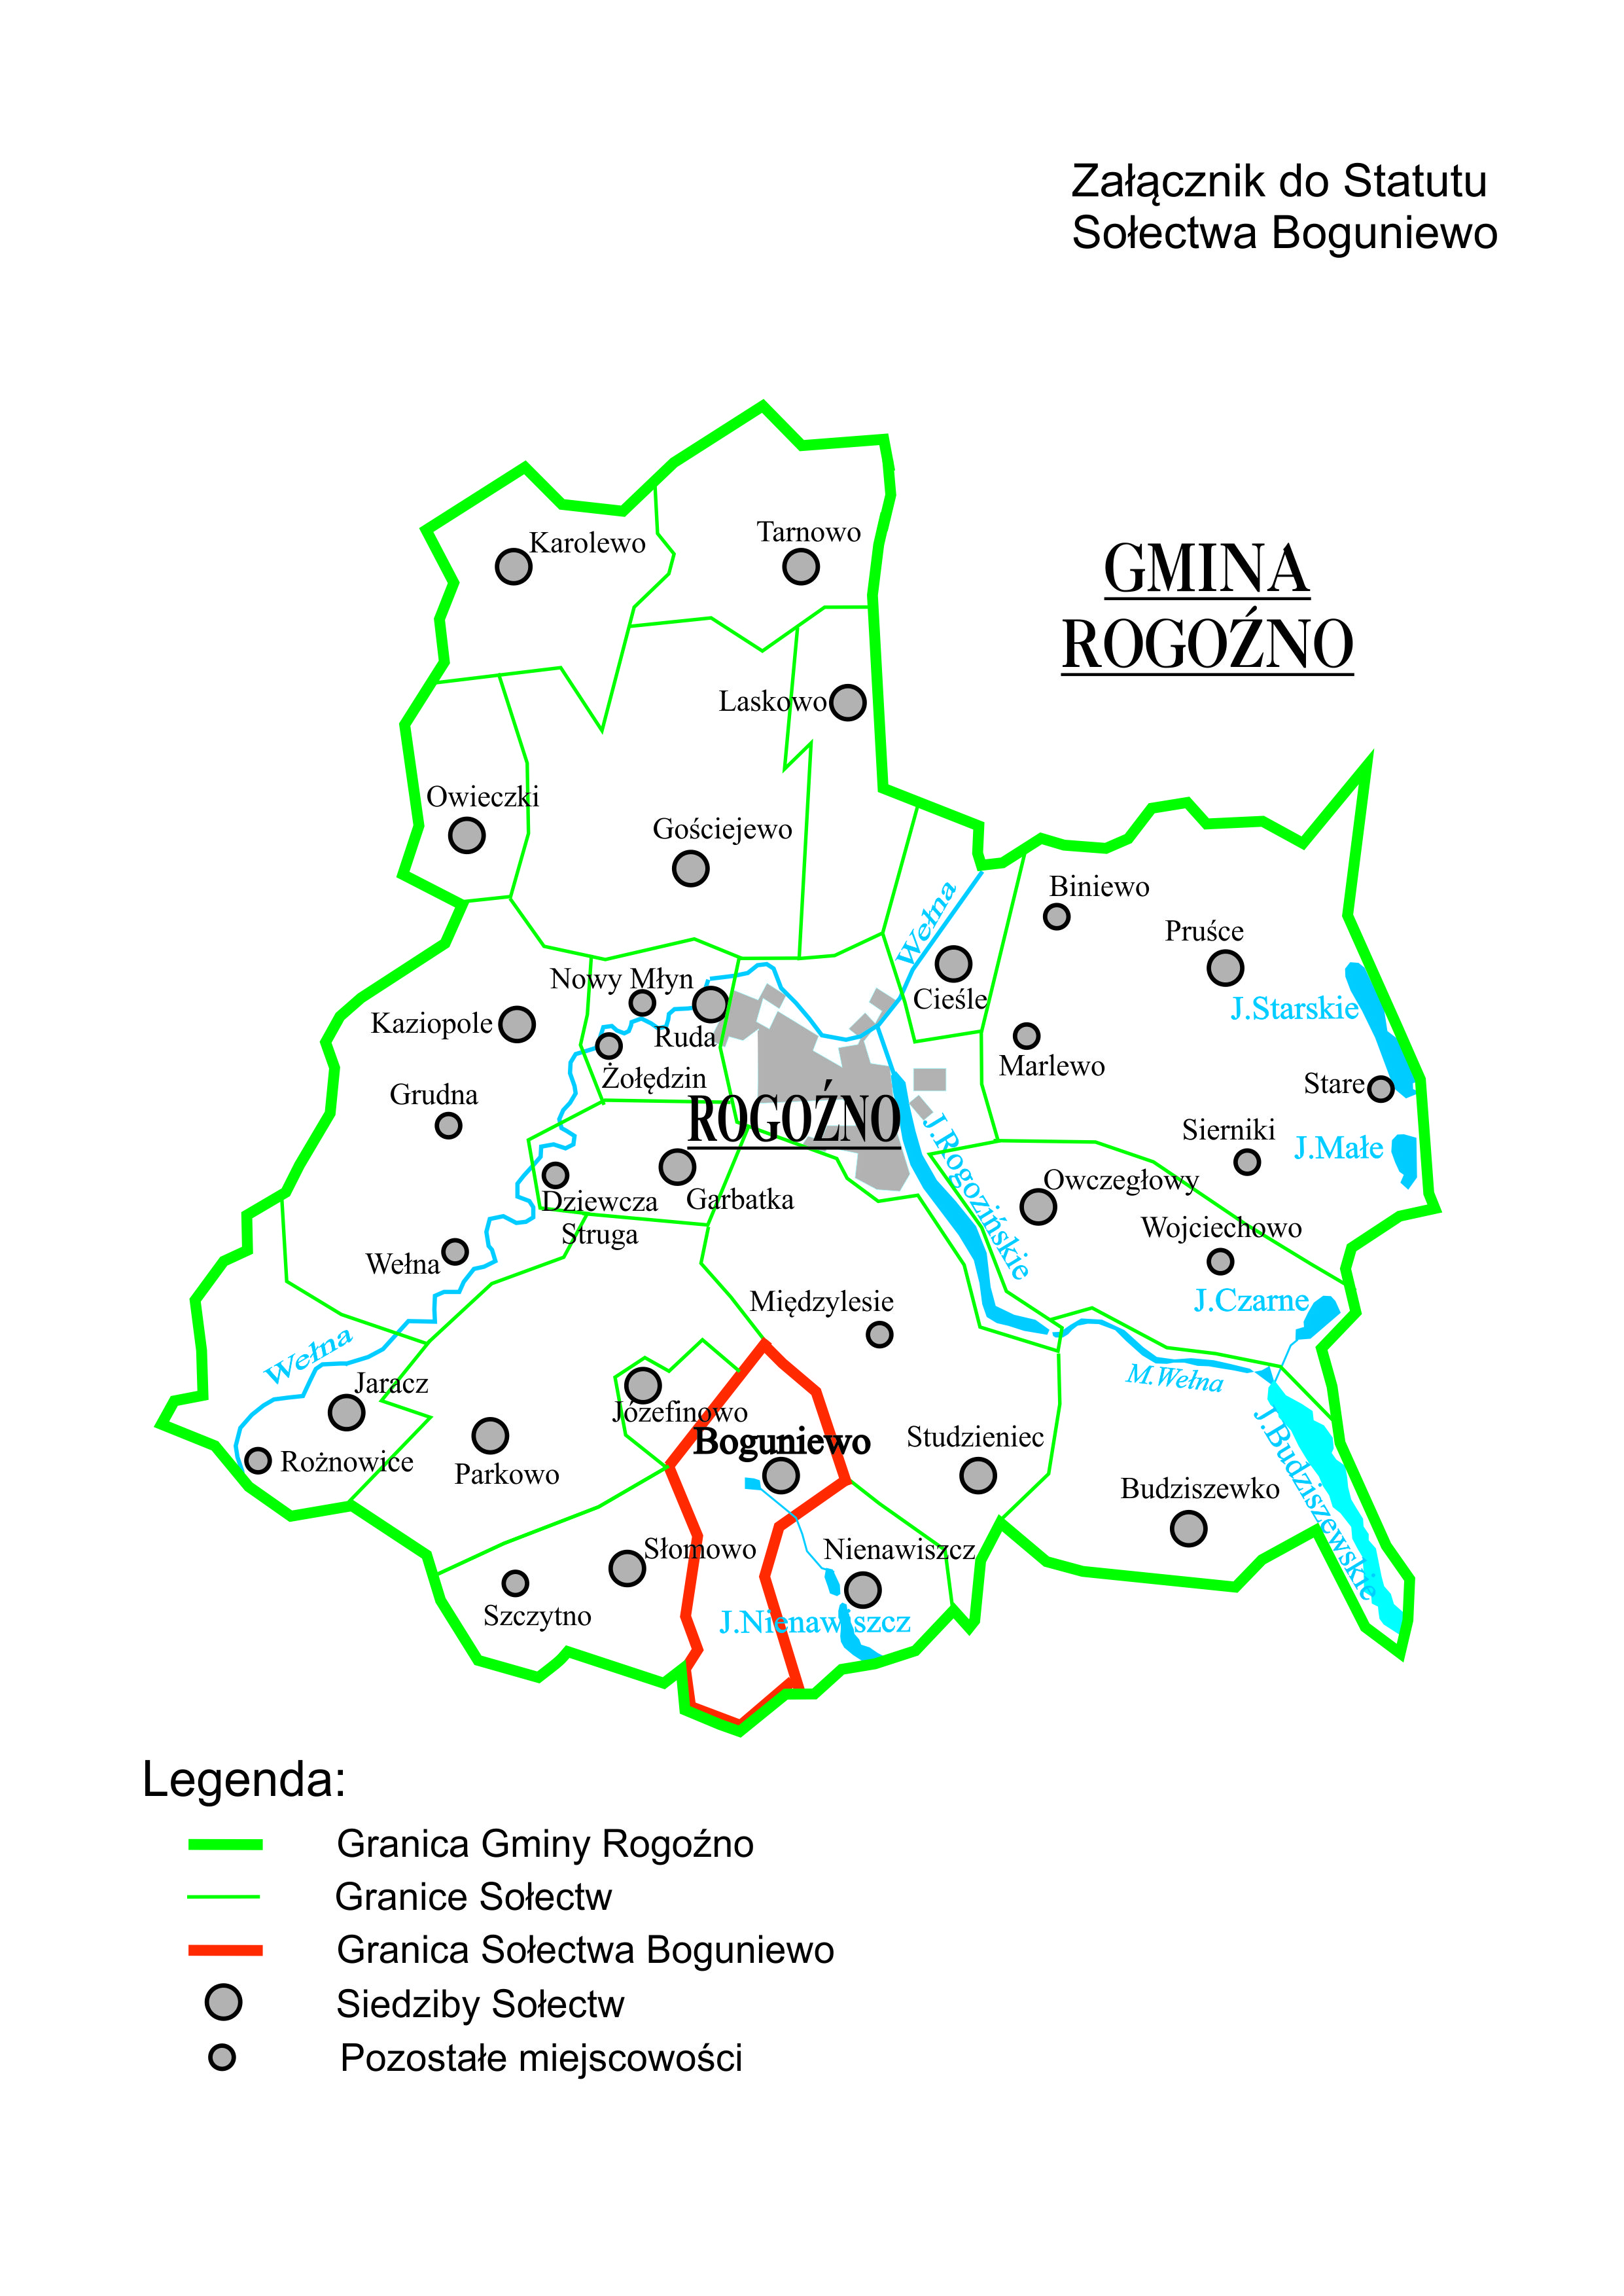 Załącznik do Statutu
Sołectwa Boguniewo
GMINA
ROGOŹNO
Karolewo
Tarnowo
Laskowo
Owieczki
Gościejewo
Wełna
Biniewo
Pruśce
Nowy Młyn
Cieśle
J.Starskie
Kaziopole
Ruda
Marlewo
Żołędzin
Stare
Grudna
ROGOŹNO
J.Rogozińskie
Sierniki
J.Małe
Owczegłowy
Dziewcza
Struga
Garbatka
Wojciechowo
Wełna
J.Czarne
Międzylesie
Wełna
M.Wełna
Jaracz
Józefinowo
Boguniewo
Studzieniec
J.Budziszewskie
Rożnowice
Parkowo
Budziszewko
Słomowo
Nienawiszcz
Szczytno
J.Nienawiszcz
Legenda:
Granica Gminy Rogoźno
Granice Sołectw
Granica Sołectwa Boguniewo
Siedziby Sołectw
Pozostałe miejscowości